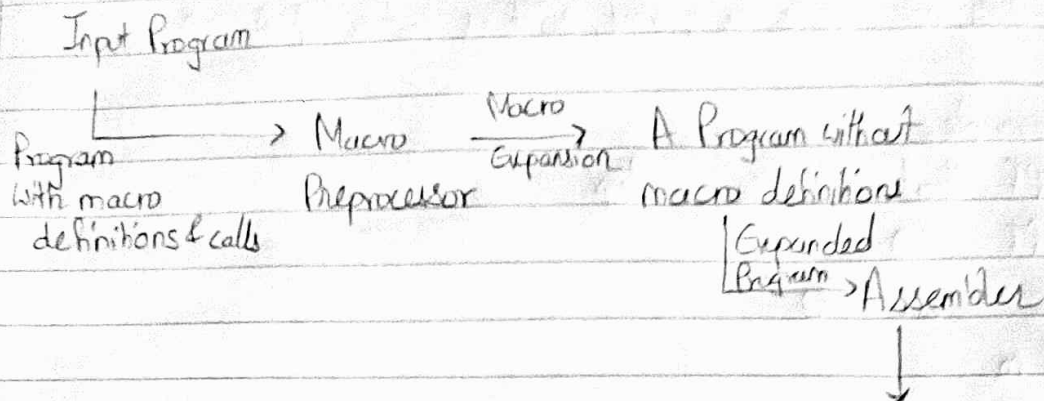 Input Program
Macro
Program → Macro → A Program without
Expansion
with macro Preprocessor macro definitions
definitions & calls Expanded
Program → Assembler